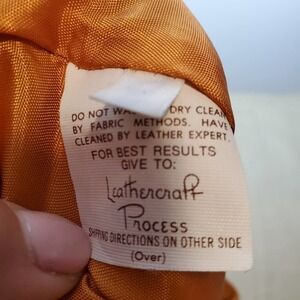 DO NOT WA DRY CLEAN
BY FABRIC METHODS. HAVE
CLEANED BY LEATHER EXPERT.
FOR BEST RESULTS
GIVE TO:
Leathercraft
Process
SHIPPING DIRECTIONS ON OTHER SIDE
(Over)